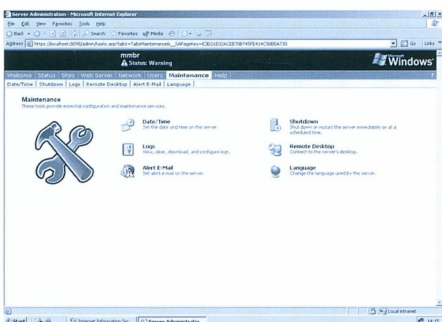 Server Administration - Microsoft Internet Explorer
File Edit View Favorites Tools Help
Back Search Favorites Media
Address Go Links
mmbr
Status: Warning
Windows
Welcome Status Sites Web Server Network Users Maintenance Help
Date/Time | Shutdown | Logs | Remote Desktop | Alert E-Mail | Language |
Maintenance
These tools provide essential configuration and maintenance services.
Date/Time
Set the date and time on the server.
Shutdown
Shut down or restart the server immediately or at a scheduled time.
Logs
View, clear, download, and configure logs.
Remote Desktop
Connect to the server's desktop.
Alert E-Mail
Set alert e-mail on the server.
Language
Change the language used by the server.
Local intranet
Start
Internet Information Ser...
Server Administratio...